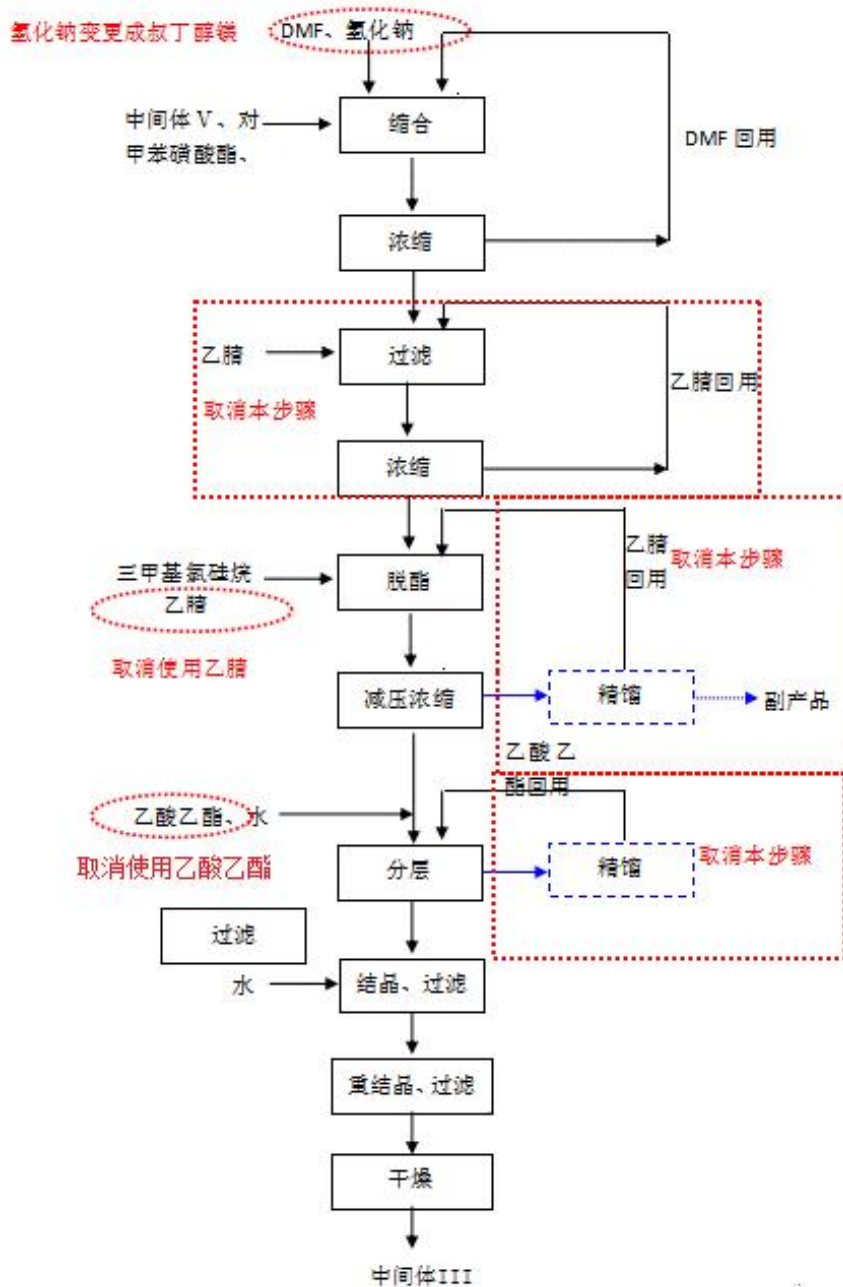 氢化钠变更成叔丁醇镁
DMF、氢化钠
中间体Ⅴ、对
甲苯磺酸酯、
缩合
DMF 回用
浓缩
乙腈
过滤
乙腈回用
取消本步骤
浓缩
三甲基氯硅烷
乙腈
脱酯
乙腈
回用
取消本步骤
取消使用乙腈
减压浓缩
精馏
副产品
乙酸乙
酯回用
乙酸乙酯、水
取消使用乙酸乙酯
分层
精馏
取消本步骤
过滤
水
结晶、过滤
重结晶、过滤
干燥
中间体III